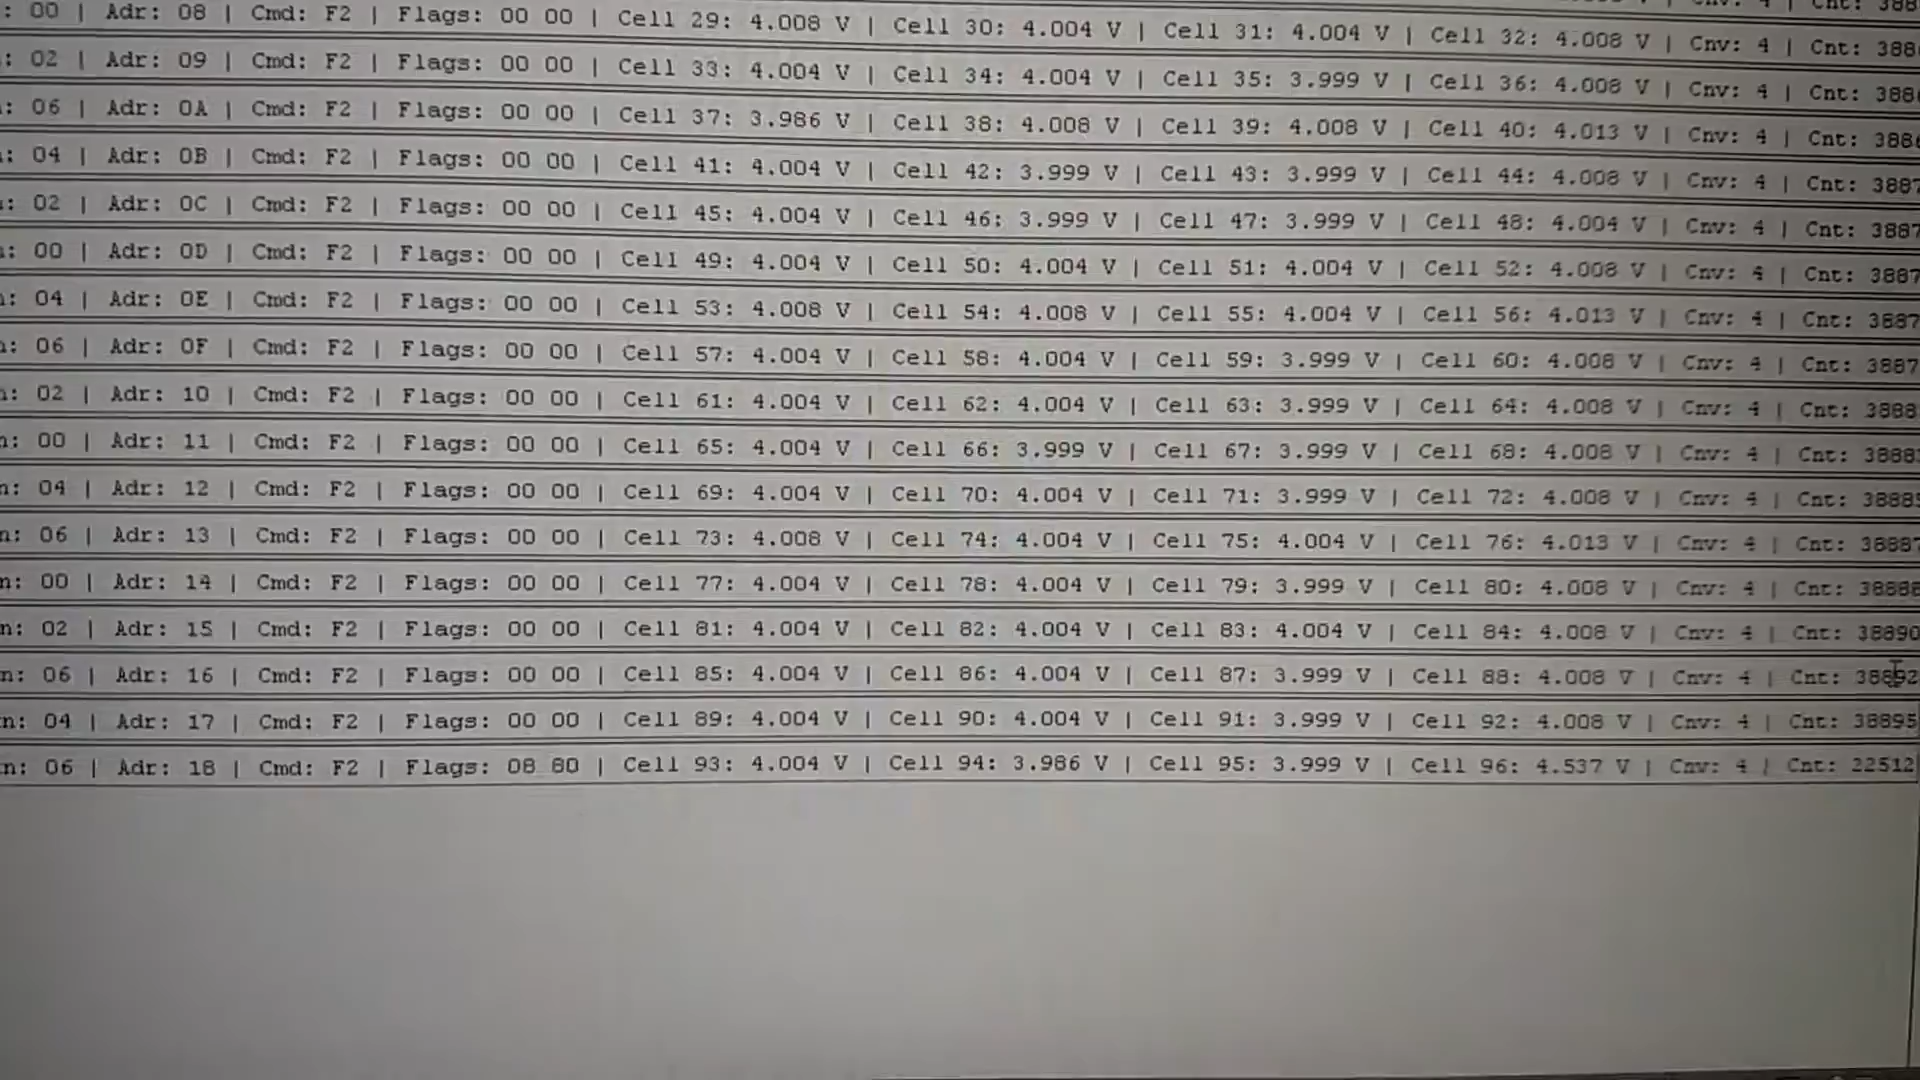 : 00 | Adr: 08 | Cmd: F2 | Flags: 00 00 | Cell 29: 4.008 V | Cell 30: 4.004 V | Cell 31: 4.004 V | Cell 32: 4.008 V | Cnv: 4 | Cnt: 388
: 02 | Adr: 09 | Cmd: F2 | Flags: 00 00 | Cell 33: 4.004 V | Cell 34: 4.004 V | Cell 35: 3.999 V | Cell 36: 4.008 V | Cnv: 4 | Cnt: 388
: 06 | Adr: 0A | Cmd: F2 | Flags: 00 00 | Cell 37: 3.986 V | Cell 38: 4.008 V | Cell 39: 4.008 V | Cell 40: 4.013 V | Cnv: 4 | Cnt: 388
: 04 | Adr: 0B | Cmd: F2 | Flags: 00 00 | Cell 41: 4.004 V | Cell 42: 3.999 V | Cell 43: 3.999 V | Cell 44: 4.008 V | Cnv: 4 | Cnt: 3887
: 02 | Adr: 0C | Cmd: F2 | Flags: 00 00 | Cell 45: 4.004 V | Cell 46: 3.999 V | Cell 47: 3.999 V | Cell 48: 4.004 V | Cnv: 4 | Cnt: 3887
: 00 | Adr: 0D | Cmd: F2 | Flags: 00 00 | Cell 49: 4.004 V | Cell 50: 4.004 V | Cell 51: 4.004 V | Cell 52: 4.008 V | Cnv: 4 | Cnt: 3887
n: 04 | Adr: 0E | Cmd: F2 | Flags: 00 00 | Cell 53: 4.008 V | Cell 54: 4.008 V | Cell 55: 4.004 V | Cell 56: 4.013 V | Cnv: 4 | Cnt: 3887
n: 06 | Adr: 0F | Cmd: F2 | Flags: 00 00 | Cell 57: 4.004 V | Cell 58: 4.004 V | Cell 59: 3.999 V | Cell 60: 4.008 V | Cnv: 4 | Cnt: 3887
n: 02 | Adr: 10 | Cmd: F2 | Flags: 00 00 | Cell 61: 4.004 V | Cell 62: 4.004 V | Cell 63: 3.999 V | Cell 64: 4.008 V | Cnv: 4 | Cnt: 3888
n: 00 | Adr: 11 | Cmd: F2 | Flags: 00 00 | Cell 65: 4.004 V | Cell 66: 3.999 V | Cell 67: 3.999 V | Cell 68: 4.008 V | Cnv: 4 | Cnt: 3888
n: 04 | Adr: 12 | Cmd: F2 | Flags: 00 00 | Cell 69: 4.004 V | Cell 70: 4.004 V | Cell 71: 3.999 V | Cell 72: 4.008 V | Cnv: 4 | Cnt: 38885
n: 06 | Adr: 13 | Cmd: F2 | Flags: 00 00 | Cell 73: 4.008 V | Cell 74: 4.004 V | Cell 75: 4.004 V | Cell 76: 4.013 V | Cnv: 4 | Cnt: 38887
n: 00 | Adr: 14 | Cmd: F2 | Flags: 00 00 | Cell 77: 4.004 V | Cell 78: 4.004 V | Cell 79: 3.999 V | Cell 80: 4.008 V | Cnv: 4 | Cnt: 38888
n: 02 | Adr: 15 | Cmd: F2 | Flags: 00 00 | Cell 81: 4.004 V | Cell 82: 4.004 V | Cell 83: 4.004 V | Cell 84: 4.008 V | Cnv: 4 | Cnt: 38890
n: 06 | Adr: 16 | Cmd: F2 | Flags: 00 00 | Cell 85: 4.004 V | Cell 86: 4.004 V | Cell 87: 3.999 V | Cell 88: 4.008 V | Cnv: 4 | Cnt: 38892
n: 04 | Adr: 17 | Cmd: F2 | Flags: 00 00 | Cell 89: 4.004 V | Cell 90: 4.004 V | Cell 91: 3.999 V | Cell 92: 4.008 V | Cnv: 4 | Cnt: 38895
n: 06 | Adr: 18 | Cmd: F2 | Flags: 08 80 | Cell 93: 4.004 V | Cell 94: 3.986 V | Cell 95: 3.999 V | Cell 96: 4.537 V | Cnv: 4 | Cnt: 22512